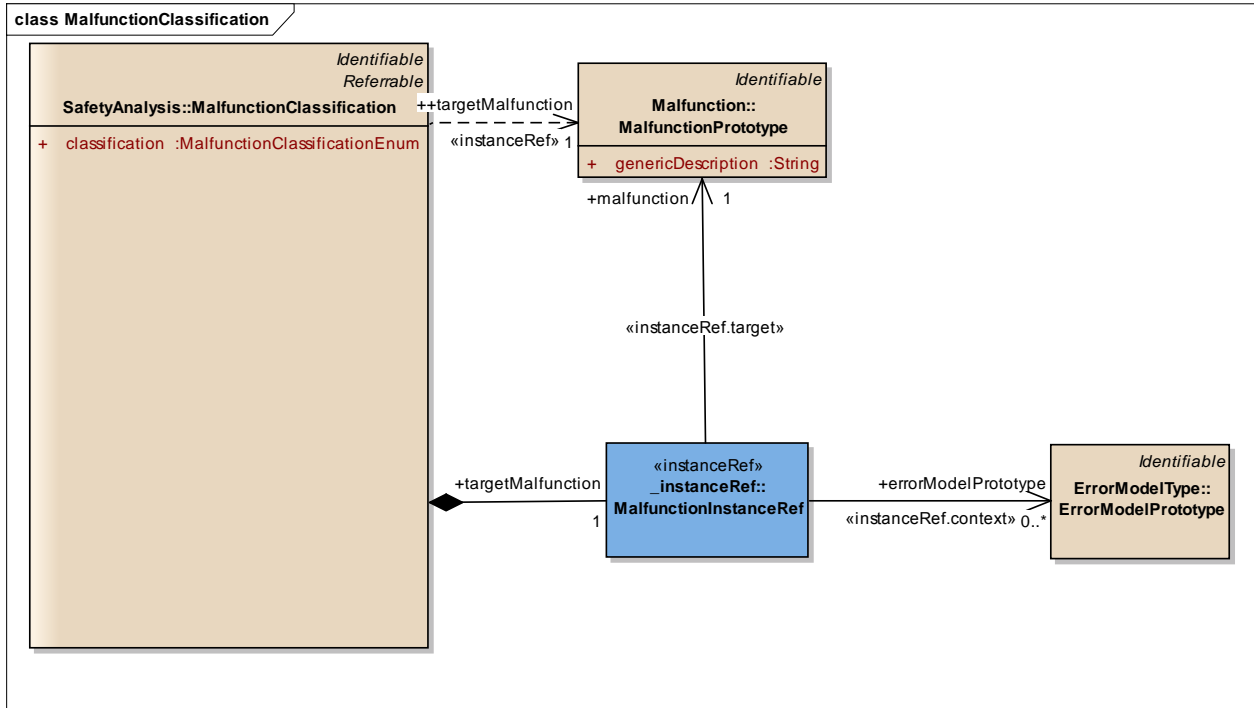 class MalfunctionClassification
Identifiable
Referrable
SafetyAnalysis::MalfunctionClassification
+ classification :MalfunctionClassificationEnum
++targetMalfunction
«instanceRef» 1
Identifiable
Malfunction::
MalfunctionPrototype
+ genericDescription :String
+malfunction 1
«instanceRef.target»
+targetMalfunction
1
«instanceRef»
_instanceRef::
MalfunctionInstanceRef
+errorModelPrototype
«instanceRef.context» 0..*
Identifiable
ErrorModelType::
ErrorModelPrototype